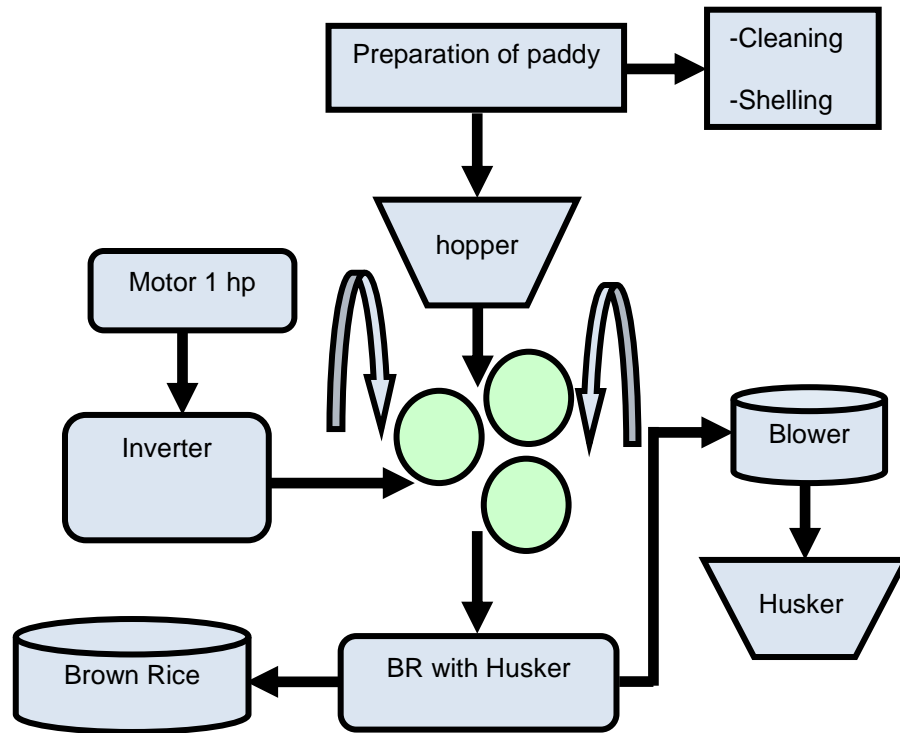 Preparation of paddy
-Cleaning
-Shelling
hopper
Motor 1 hp
Inverter
Blower
Husker
BR with Husker
Brown Rice